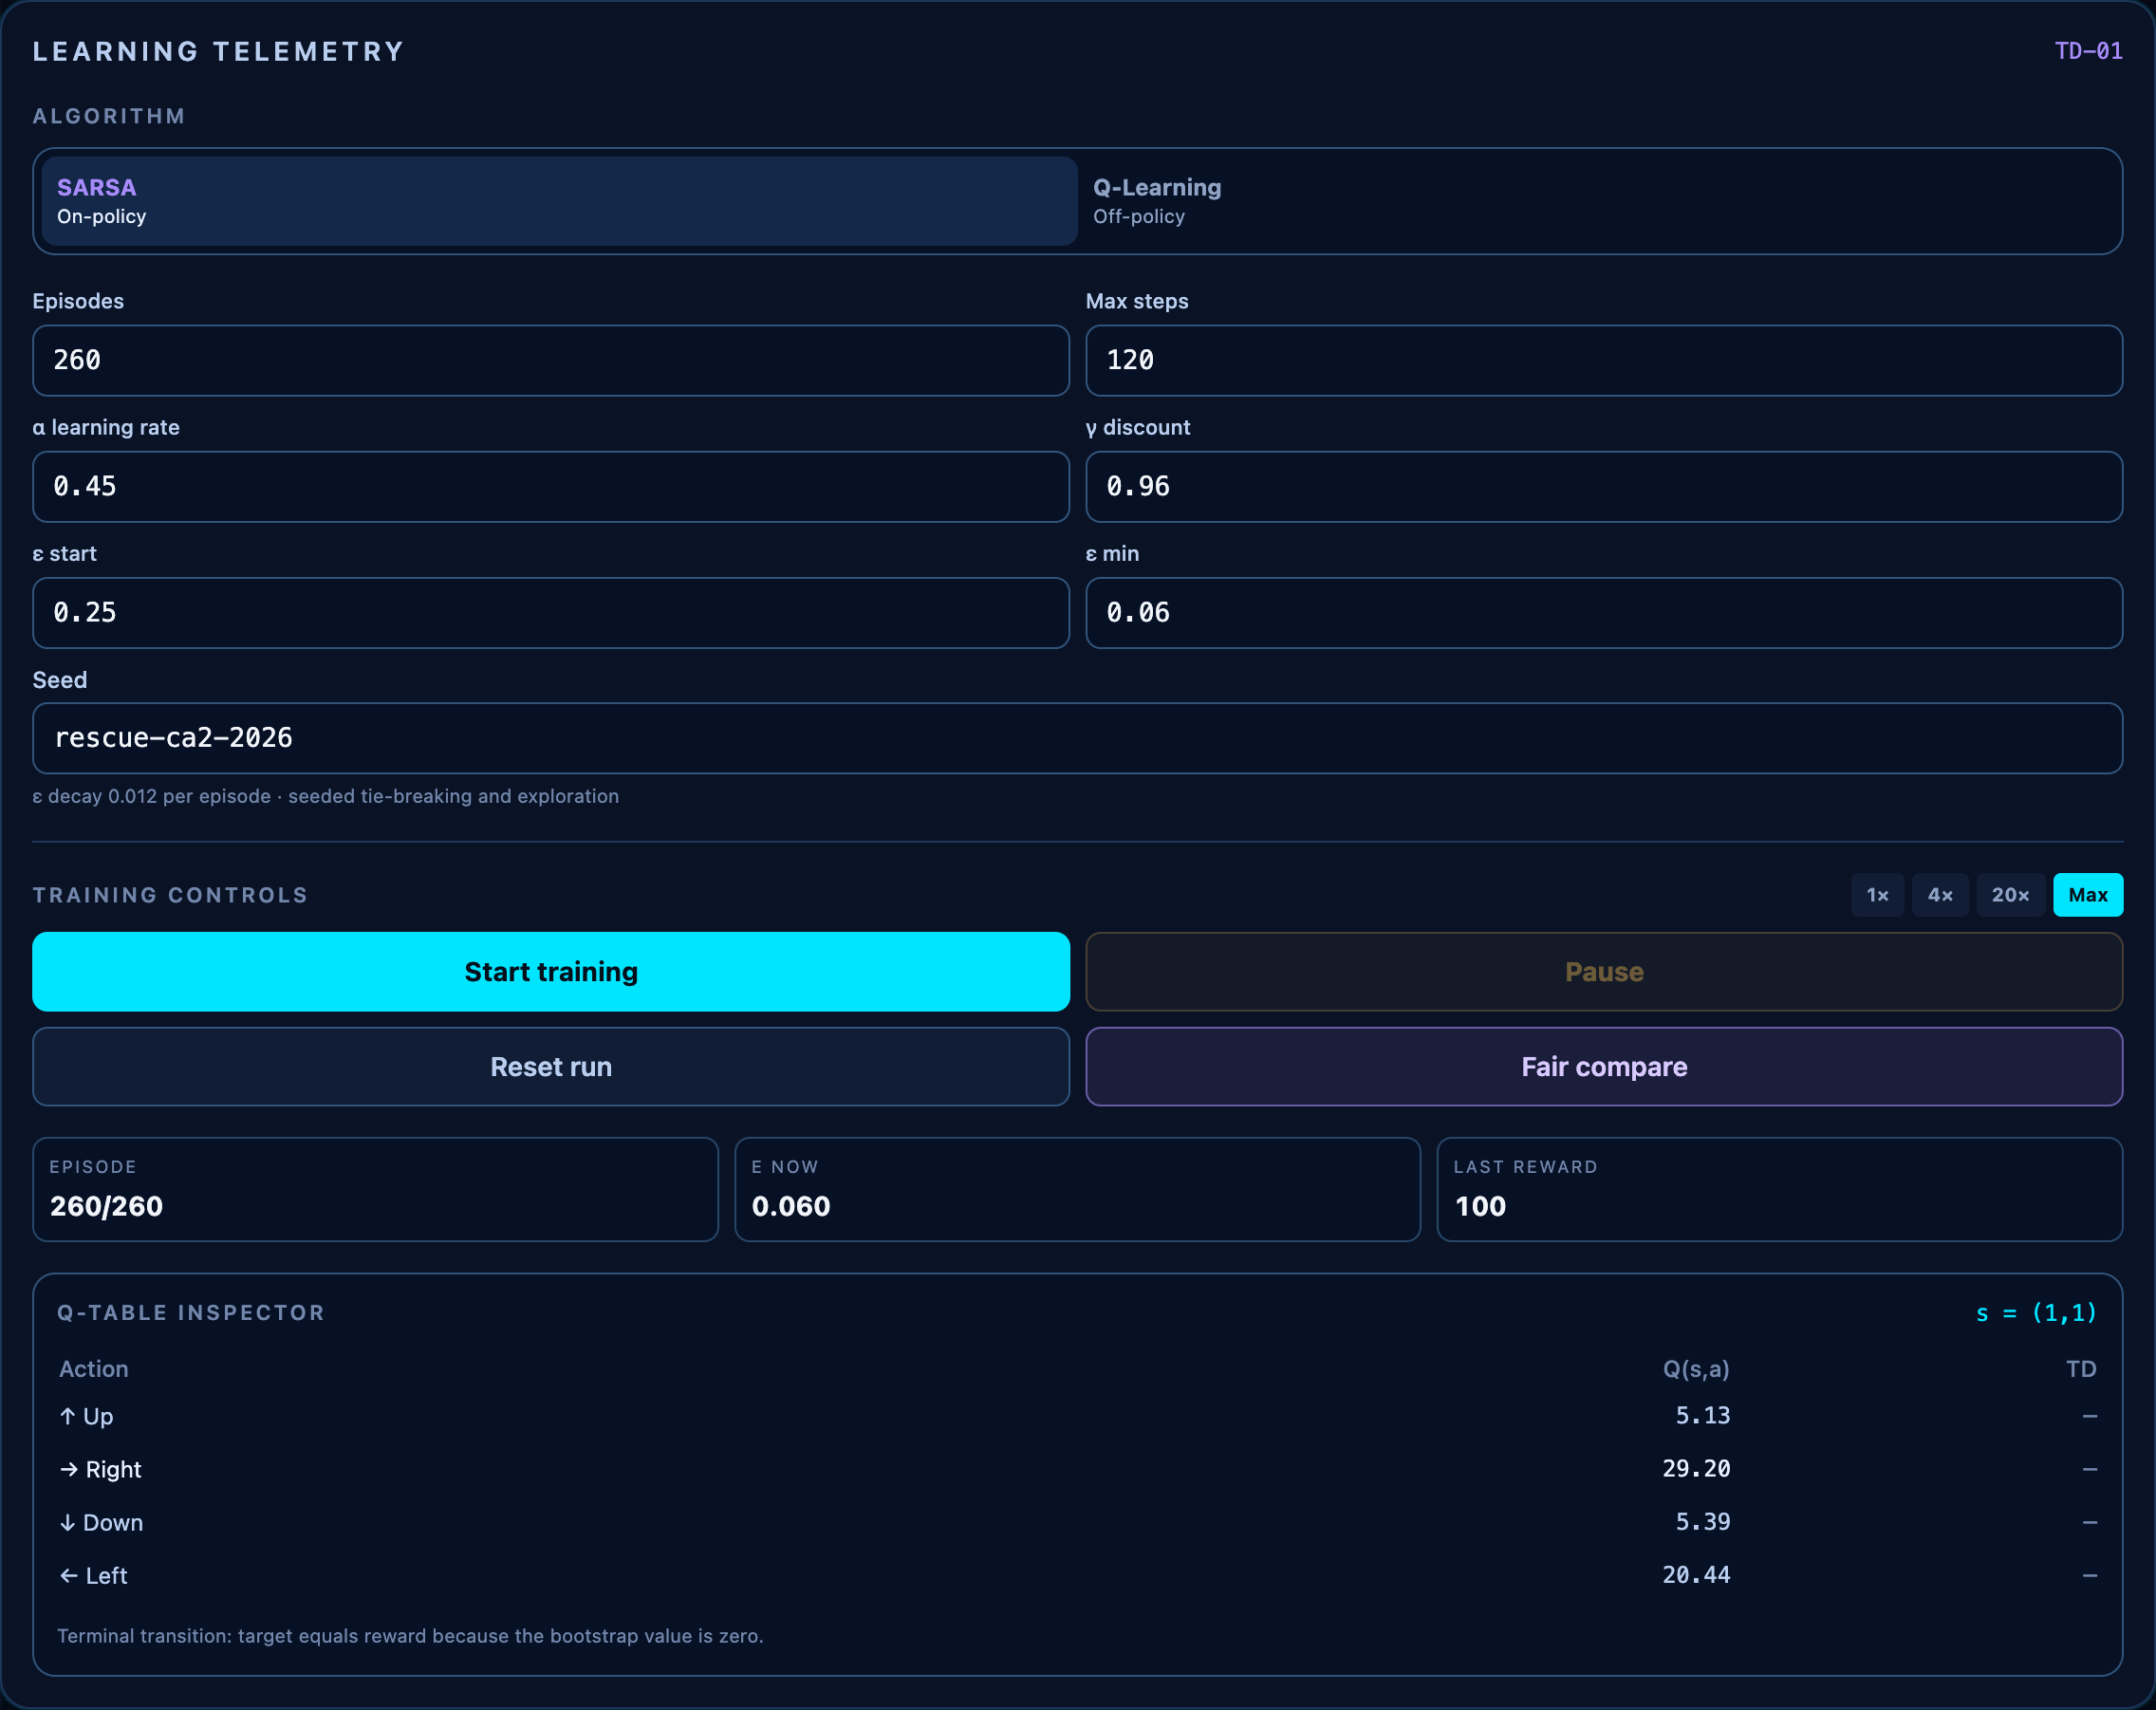 LEARNING TELEMETRY
TD-01
ALGORITHM
SARSA
On-policy
Q-Learning
Off-policy
Episodes
260
Max steps
120
α learning rate
0.45
γ discount
0.96
ε start
0.25
ε min
0.06
Seed
rescue-ca2-2026
ε decay 0.012 per episode · seeded tie-breaking and exploration
TRAINING CONTROLS
1×
4×
20×
Max
Start training
Pause
Reset run
Fair compare
EPISODE
260/260
Ε NOW
0.060
LAST REWARD
100
Q-TABLE INSPECTOR
s = (1,1)
Action Q(s,a) TD
↑ Up 5.13 —
→ Right 29.20 —
↓ Down 5.39 —
← Left 20.44 —
Terminal transition: target equals reward because the bootstrap value is zero.